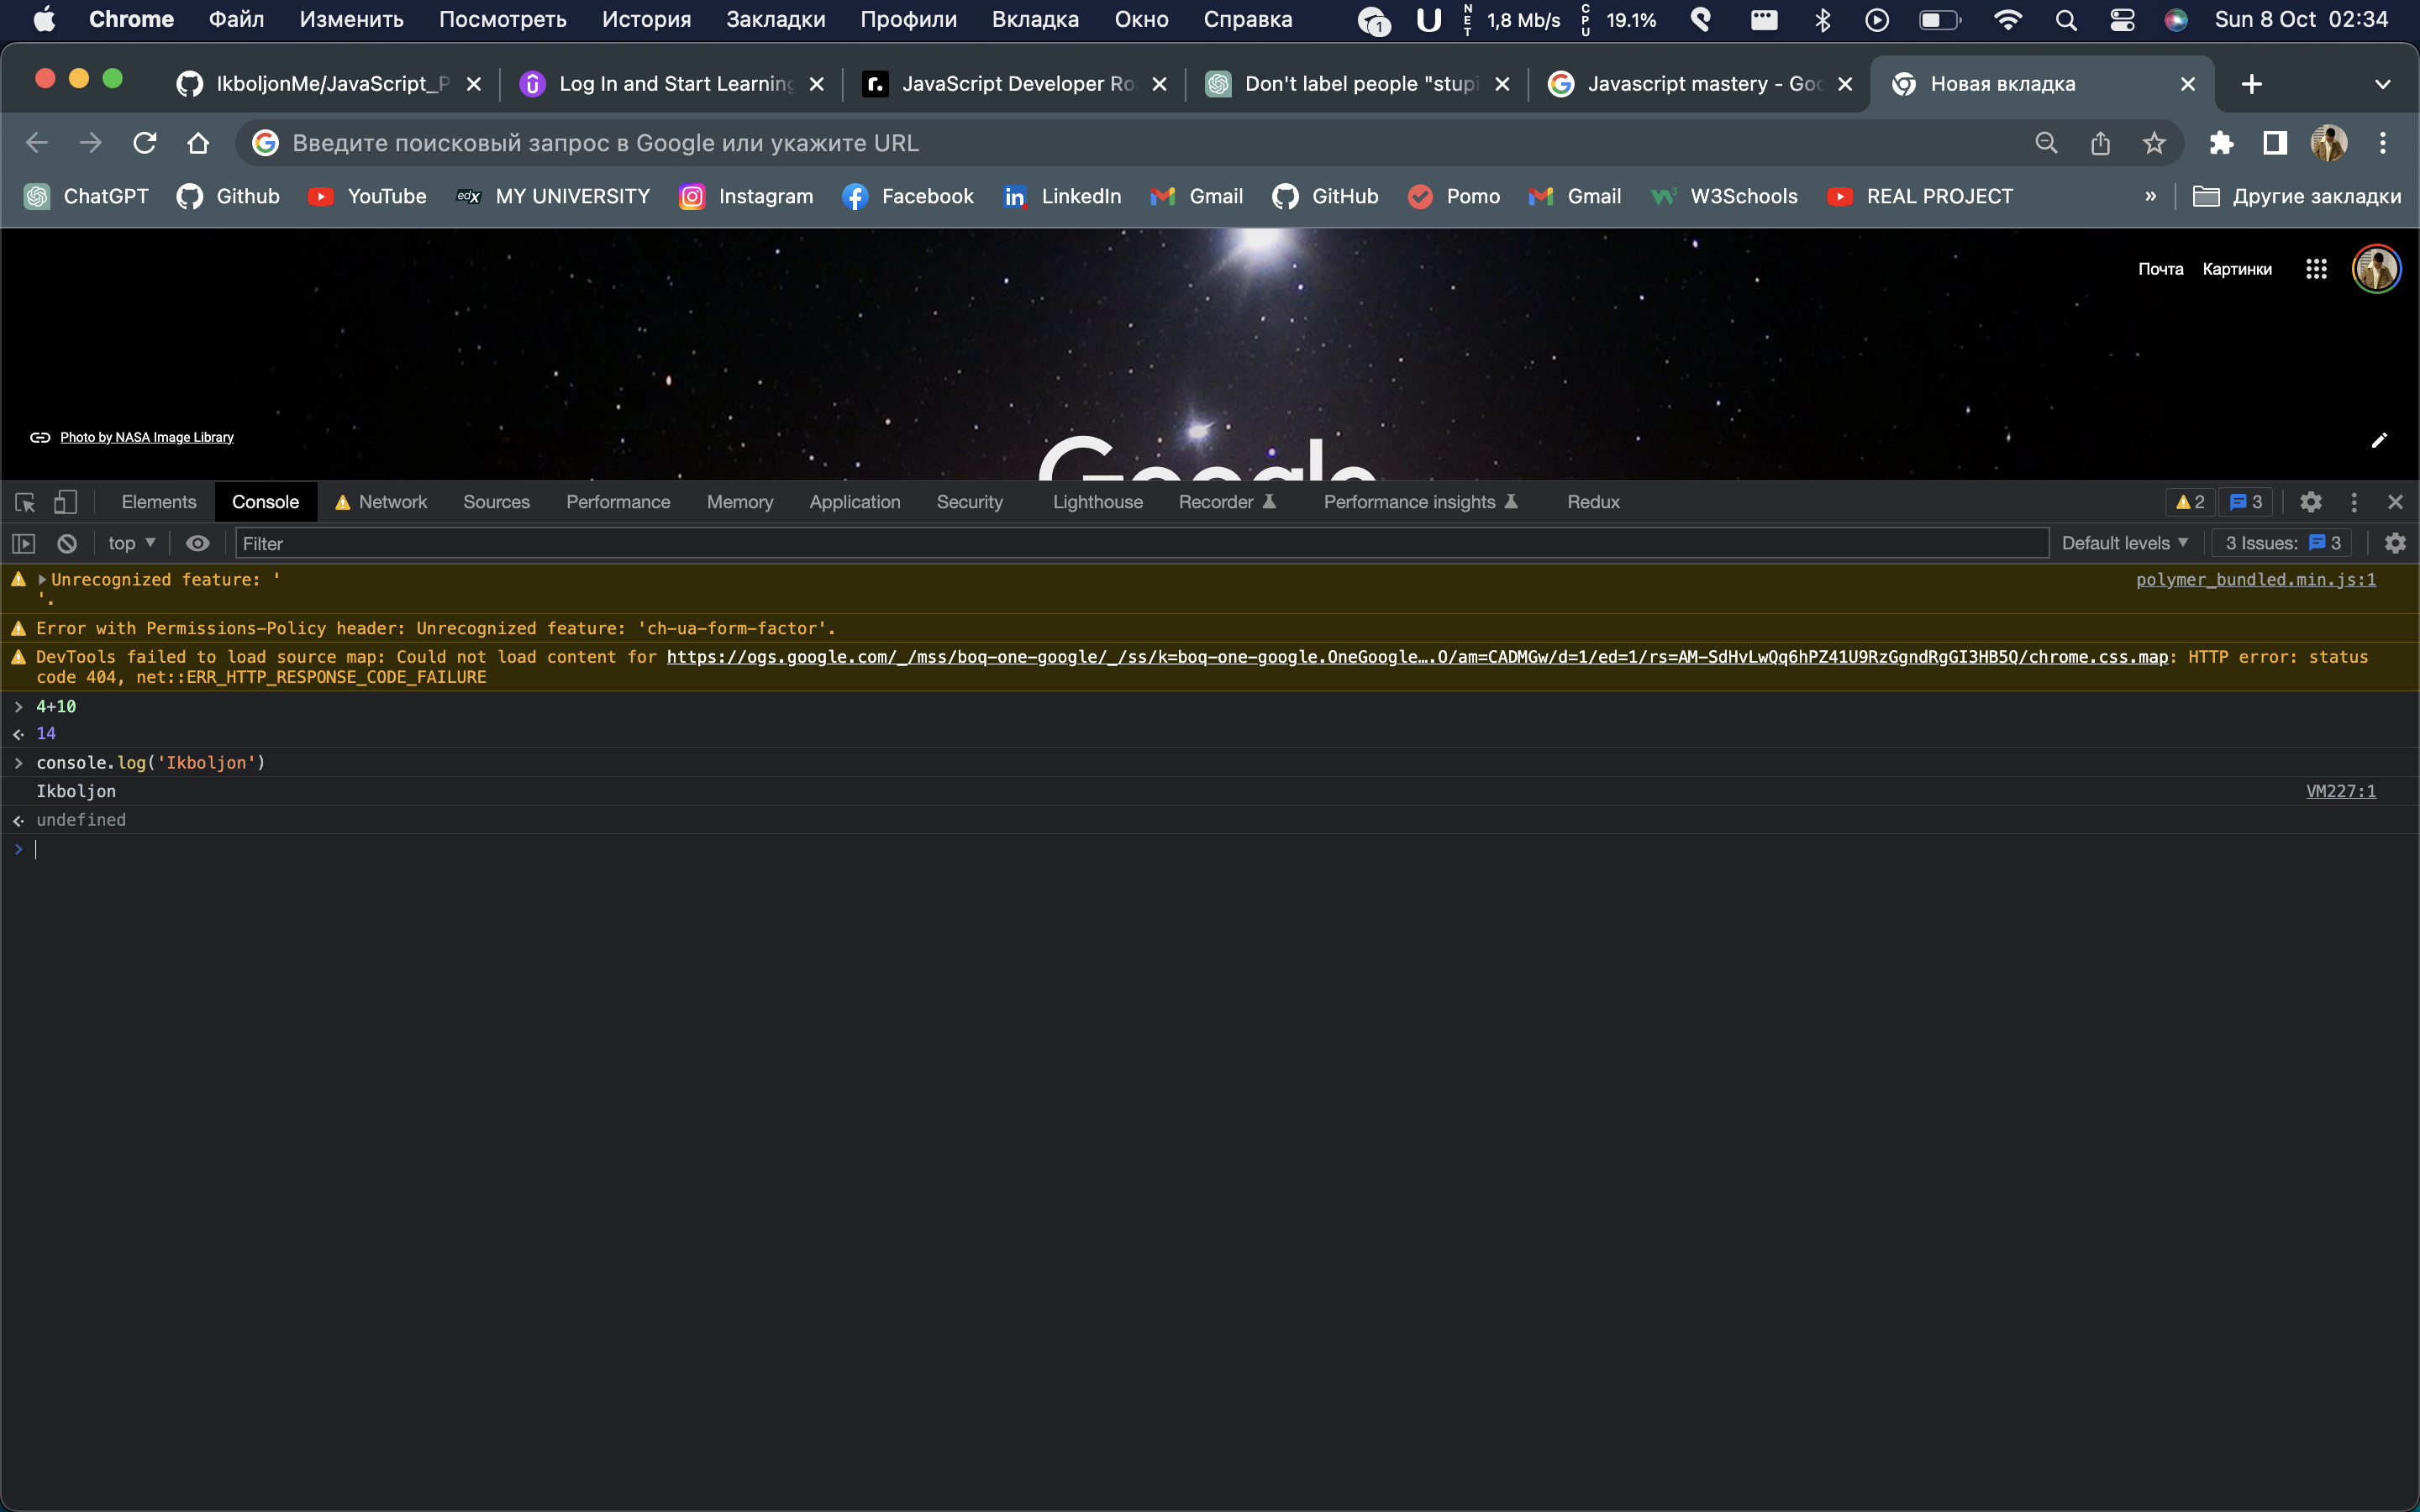 Chrome Файл Изменить Посмотреть История Закладки Профили Вкладка Окно Справка 1 NET 1,8 Mb/s CPU 19.1% Sun 8 Oct 02:34
IkboljonMe/JavaScript_P Log In and Start Learning JavaScript Developer Ro Don't label people "stupi Javascript mastery - Goo Новая вкладка
Введите поисковый запрос в Google или укажите URL
ChatGPT Github YouTube edX MY UNIVERSITY Instagram Facebook LinkedIn Gmail GitHub Pomo Gmail W3Schools REAL PROJECT » Другие закладки
Почта Картинки
Photo by NASA Image Library
Google
Elements Console Network Sources Performance Memory Application Security Lighthouse Recorder Performance insights Redux 2 3
top Filter Default levels 3 Issues: 3
Unrecognized feature: ' polymer_bundled.min.js:1
'.
Error with Permissions-Policy header: Unrecognized feature: 'ch-ua-form-factor'.
DevTools failed to load source map: Could not load content for https://ogs.google.com/_/mss/boq-one-google/_/ss/k=boq-one-google.OneGoogle….O/am=CADMGw/d=1/ed=1/rs=AM-SdHvLwQq6hPZ41U9RzGgndRgGI3HB5Q/chrome.css.map: HTTP error: status
code 404, net::ERR_HTTP_RESPONSE_CODE_FAILURE
> 4+10
14
> console.log('Ikboljon')
Ikboljon VM227:1
undefined
>